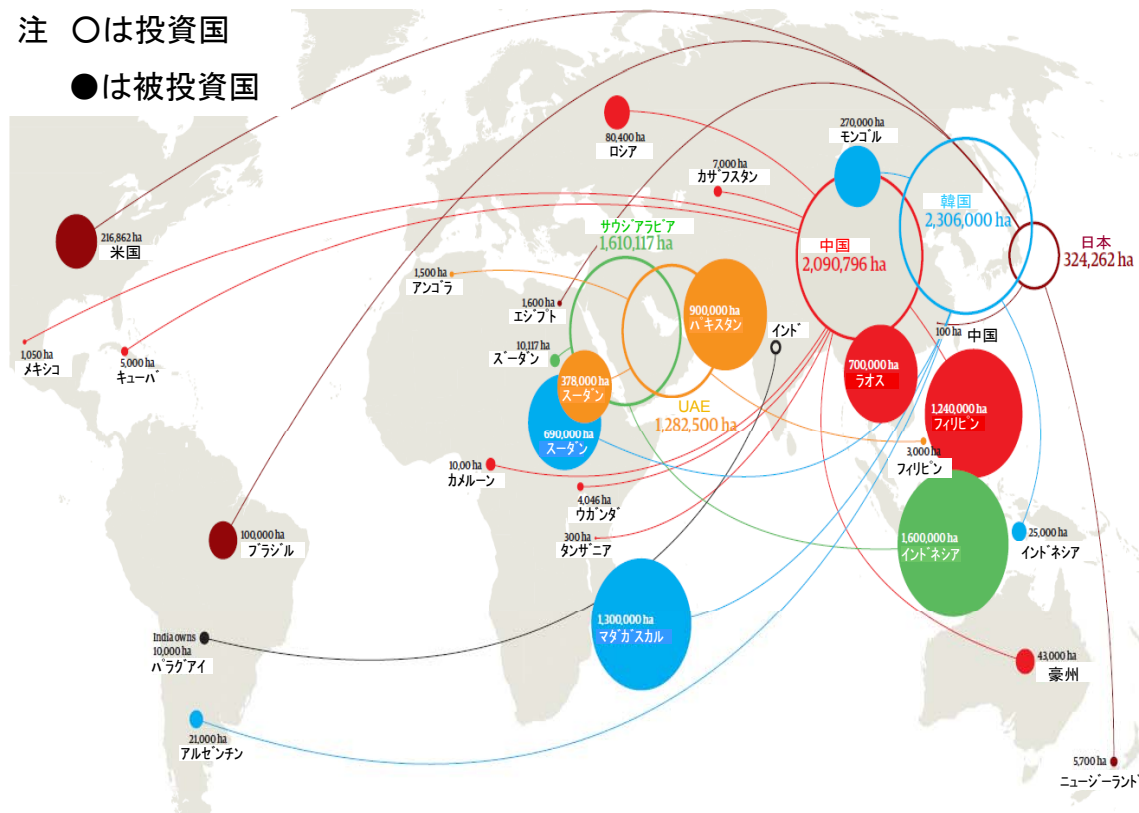 注 ○は投資国
●は被投資国
270,000 ha
モンゴル
80,400 ha
ロシア
7,000 ha
カザフスタン
韓国
2,306,000 ha
サウジアラビア
1,610,117 ha
中国
2,090,796 ha
日本
324,262 ha
216,862 ha
米国
1,500 ha
アンゴラ
1,600 ha
エジプト
900,000 ha
パキスタン
インド
100 ha
中国
1,050 ha
メキシコ
5,000 ha
キューバ
10,117 ha
スーダン
378,000 ha
スーダン
700,000 ha
ラオス
UAE
1,282,500 ha
1,240,000 ha
フィリピン
690,000 ha
スーダン
3,000 ha
フィリピン
10,00 ha
カメルーン
4,046 ha
ウガンダ
300 ha
タンザニア
100,000 ha
ブラジル
1,600,000 ha
インドネシア
25,000 ha
インドネシア
1,300,000 ha
マダガスカル
India owns
10,000 ha
パラグアイ
43,000 ha
豪州
21,000 ha
アルゼンチン
5,700 ha
ニュージーランド